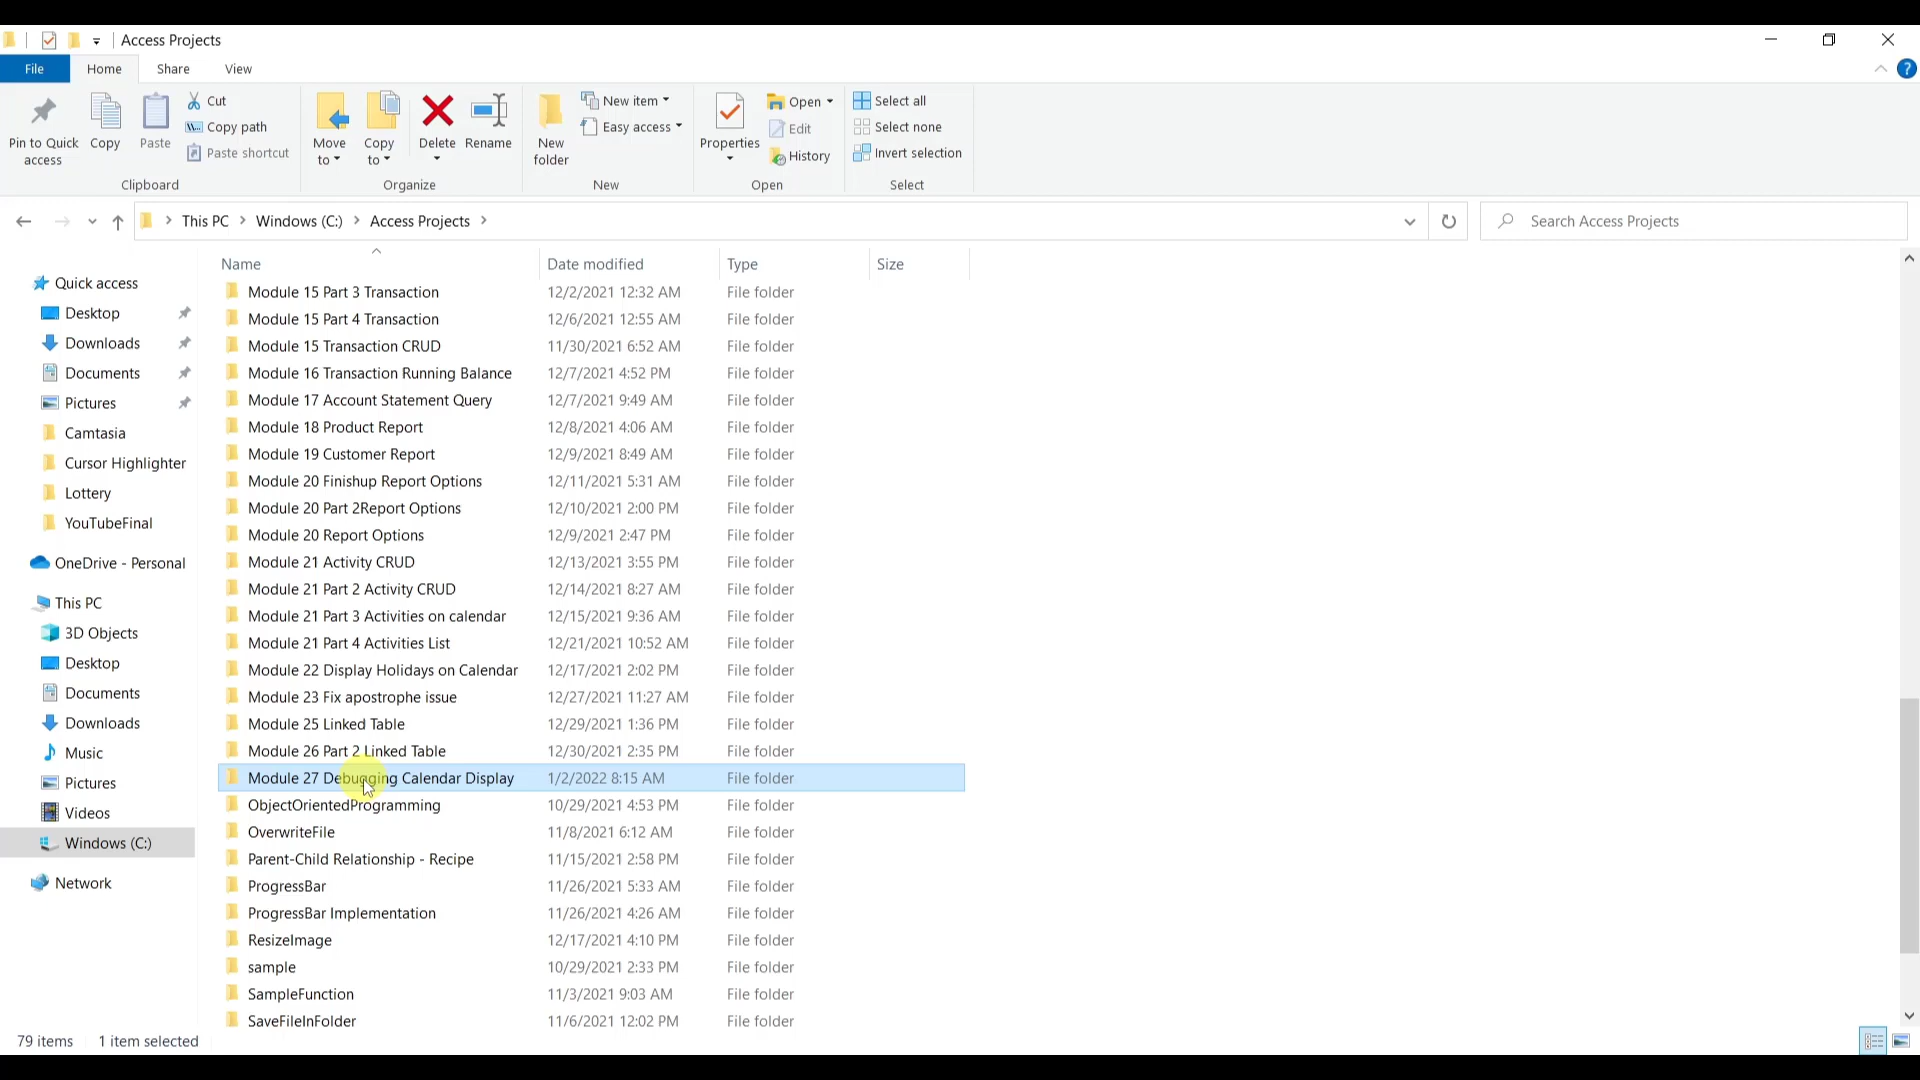 Access Projects
File Home Share View
Pin to Quick access
Copy
Paste
Cut
Copy path
Paste shortcut
Clipboard
Move to
Copy to
Delete
Rename
Organize
New folder
New item
Easy access
New
Properties
Open
Edit
History
Open
Select all
Select none
Invert selection
Select
This PC Windows (C:) Access Projects
Search Access Projects
Quick access
Desktop
Downloads
Documents
Pictures
Camtasia
Cursor Highlighter
Lottery
YouTubeFinal
OneDrive - Personal
This PC
3D Objects
Desktop
Documents
Downloads
Music
Pictures
Videos
Windows (C:)
Network
Name Date modified Type Size
Module 15 Part 3 Transaction 12/2/2021 12:32 AM File folder
Module 15 Part 4 Transaction 12/6/2021 12:55 AM File folder
Module 15 Transaction CRUD 11/30/2021 6:52 AM File folder
Module 16 Transaction Running Balance 12/7/2021 4:52 PM File folder
Module 17 Account Statement Query 12/7/2021 9:49 AM File folder
Module 18 Product Report 12/8/2021 4:06 AM File folder
Module 19 Customer Report 12/9/2021 8:49 AM File folder
Module 20 Finishup Report Options 12/11/2021 5:31 AM File folder
Module 20 Part 2Report Options 12/10/2021 2:00 PM File folder
Module 20 Report Options 12/9/2021 2:47 PM File folder
Module 21 Activity CRUD 12/13/2021 3:55 PM File folder
Module 21 Part 2 Activity CRUD 12/14/2021 8:27 AM File folder
Module 21 Part 3 Activities on calendar 12/15/2021 9:36 AM File folder
Module 21 Part 4 Activities List 12/21/2021 10:52 AM File folder
Module 22 Display Holidays on Calendar 12/17/2021 2:02 PM File folder
Module 23 Fix apostrophe issue 12/27/2021 11:27 AM File folder
Module 25 Linked Table 12/29/2021 1:36 PM File folder
Module 26 Part 2 Linked Table 12/30/2021 2:35 PM File folder
Module 27 Debugging Calendar Display 1/2/2022 8:15 AM File folder
ObjectOrientedProgramming 10/29/2021 4:53 PM File folder
OverwriteFile 11/8/2021 6:12 AM File folder
Parent-Child Relationship - Recipe 11/15/2021 2:58 PM File folder
ProgressBar 11/26/2021 5:33 AM File folder
ProgressBar Implementation 11/26/2021 4:26 AM File folder
ResizeImage 12/17/2021 4:10 PM File folder
sample 10/29/2021 2:33 PM File folder
SampleFunction 11/3/2021 9:03 AM File folder
SaveFileInFolder 11/6/2021 12:02 PM File folder
79 items 1 item selected